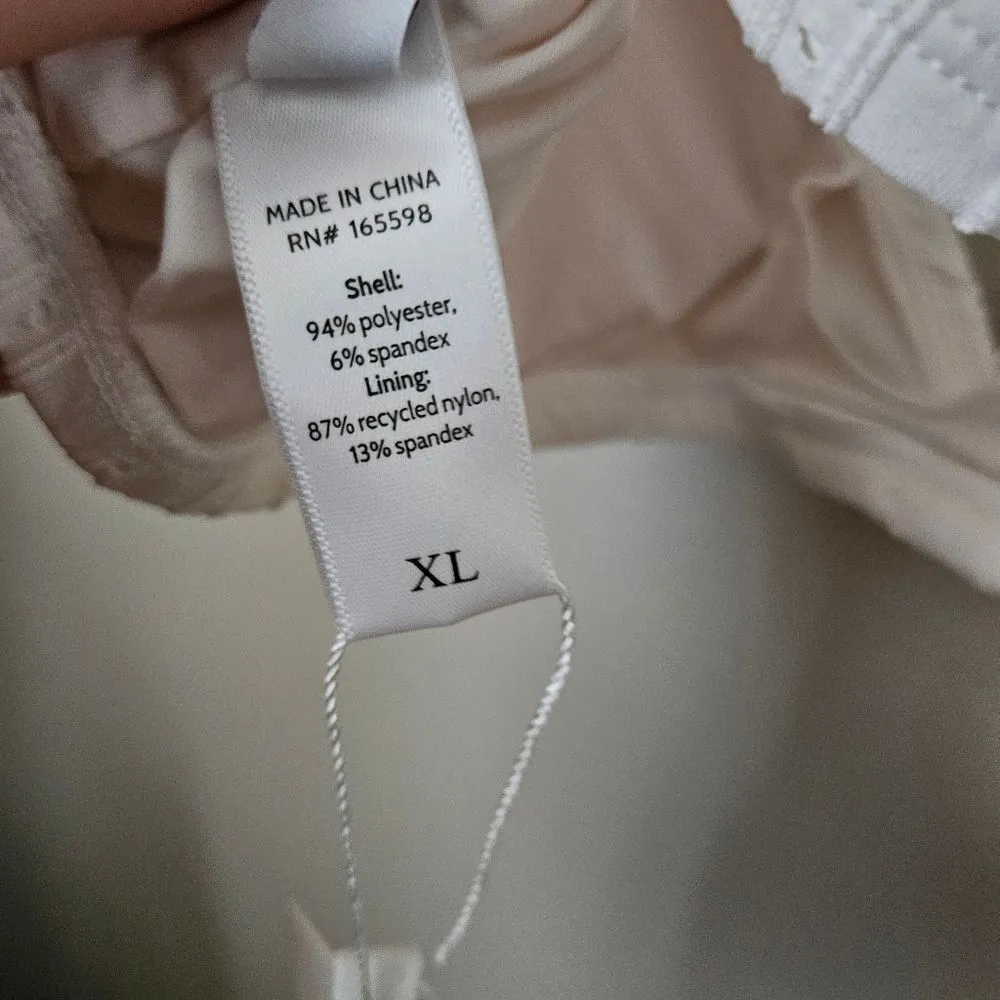 MADE IN CHINA
RN# 165598
Shell:
94% polyester,
6% spandex
Lining:
87% recycled nylon,
13% spandex
XL